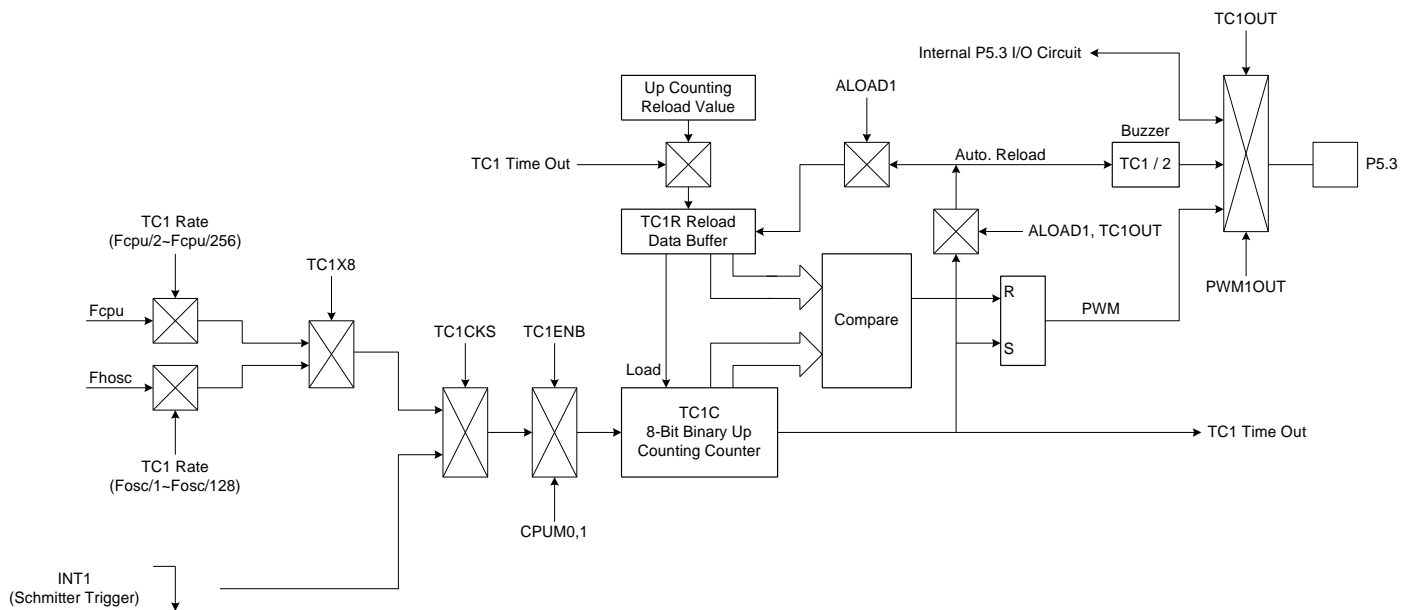 TC1OUT
Internal P5.3 I/O Circuit
Up Counting
Reload Value
ALOAD1
Buzzer
TC1 Time Out
Auto. Reload
TC1 / 2
P5.3
TC1 Rate
(Fcpu/2~Fcpu/256)
TC1R Reload
Data Buffer
ALOAD1, TC1OUT
TC1X8
PWM1OUT
Fcpu
R
PWM
Compare
TC1CKS
TC1ENB
S
Fhosc
Load
TC1C
8-Bit Binary Up
Counting Counter
TC1 Time Out
TC1 Rate
(Fosc/1~Fosc/128)
CPUM0,1
INT1
(Schmitter Trigger)